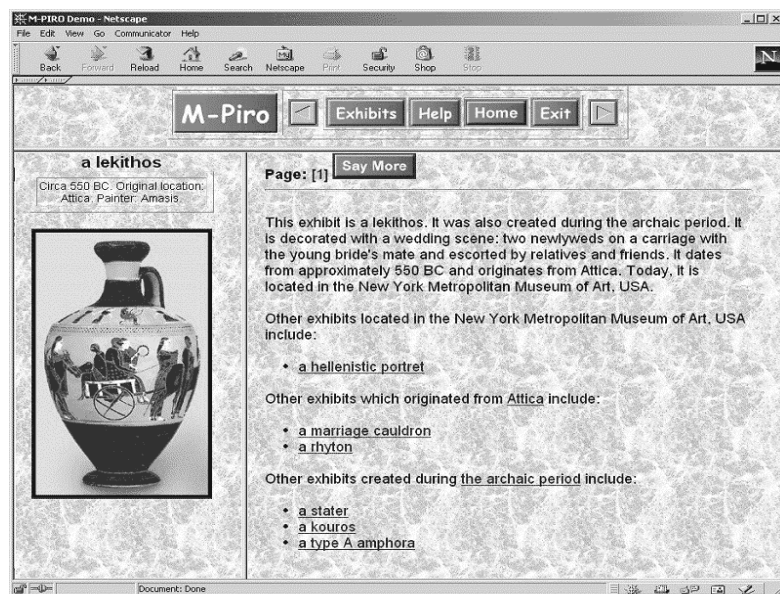 M-PIRO Demo - Netscape
File Edit View Go Communicator Help
Back Forward Reload Home Search Netscape Print Security Shop Stop
My
N
M-Piro Exhibits Help Home Exit
a lekithos
Circa 550 BC. Original location:
Attica. Painter: Amasis.
Page: [1] Say More
This exhibit is a lekithos. It was also created during the archaic period. It
is decorated with a wedding scene: two newlyweds on a carriage with
the young bride's mate and escorted by relatives and friends. It dates
from approximately 550 BC and originates from Attica. Today, it is
located in the New York Metropolitan Museum of Art, USA.
Other exhibits located in the New York Metropolitan Museum of Art, USA
include:
• a hellenistic portret
Other exhibits which originated from Attica include:
• a marriage cauldron
• a rhyton
Other exhibits created during the archaic period include:
• a stater
• a kouros
• a type A amphora
Document: Done